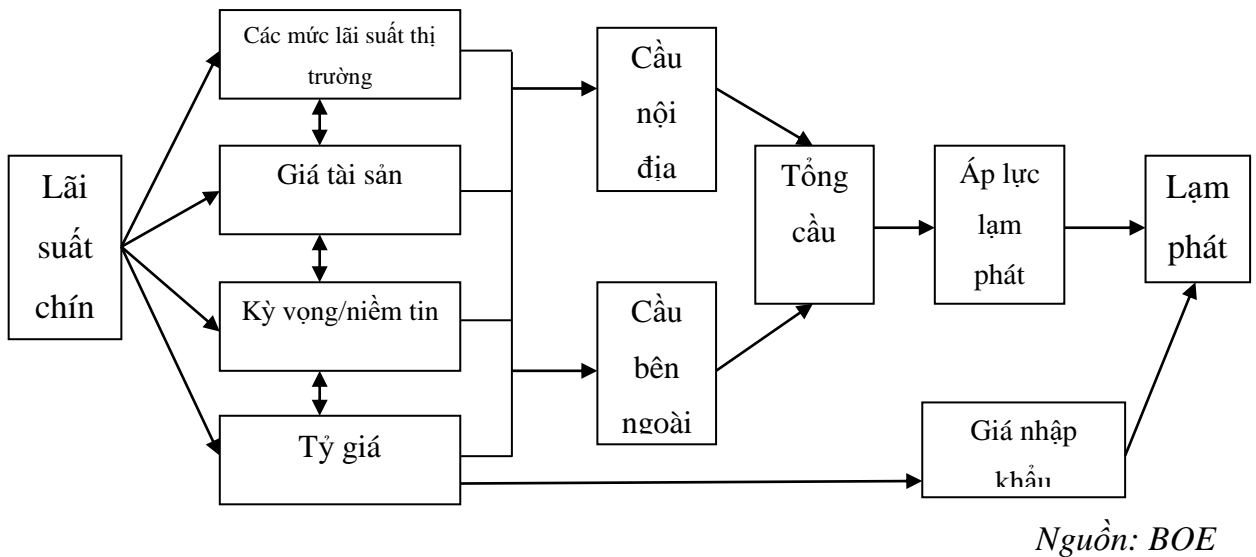 Lãi
suất
chín
Các mức lãi suất thị
trường
Giá tài sản
Kỳ vọng/niềm tin
Tỷ giá
Cầu
nội
địa
Cầu
bên
ngoài
Tổng
cầu
Áp lực
lạm
phát
Lạm
phát
Giá nhập
khẩu
Nguồn: BOE